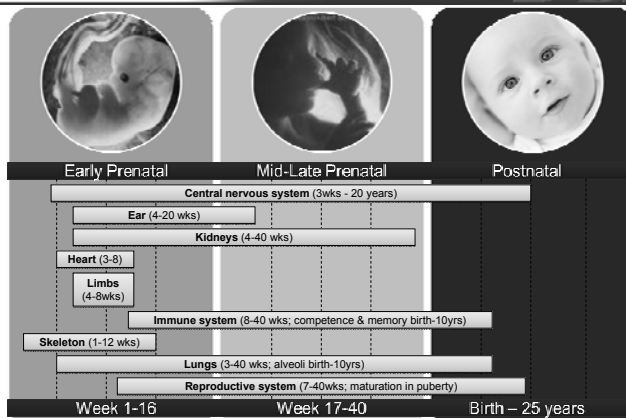 Early Prenatal
Mid-Late Prenatal
Postnatal
Central nervous system (3wks - 20 years)
Ear (4-20 wks)
Kidneys (4-40 wks)
Heart (3-8)
Limbs
(4-8wks)
Immune system (8-40 wks; competence & memory birth-10yrs)
Skeleton (1-12 wks)
Lungs (3-40 wks; alveoli birth-10yrs)
Reproductive system (7-40wks; maturation in puberty)
Week 1-16
Week 17-40
Birth – 25 years